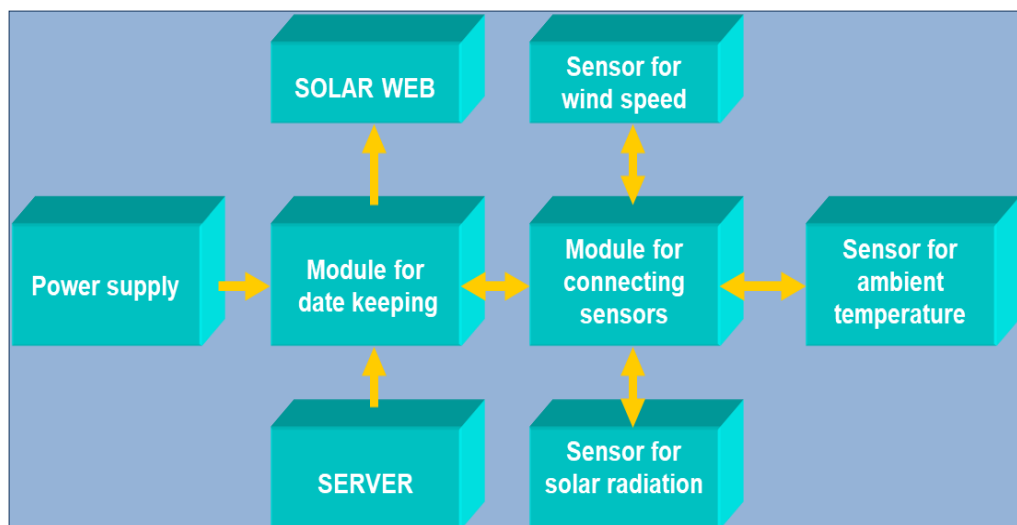 SOLAR WEB
Sensor for
wind speed
Power supply
Module for
date keeping
Module for
connecting
sensors
Sensor for
ambient
temperature
SERVER
Sensor for
solar radiation